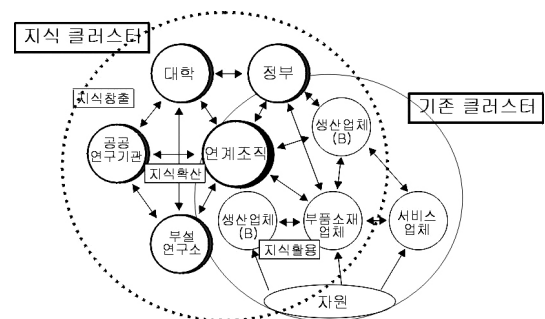 지식 클러스터
대학
정부
지식창출
기존 클러스터
생산업체
(B)
공공
연구기관
연계조직
지식확산
생산업체
(B)
부품소재
업체
서비스
업체
부설
연구소
지식활용
자원